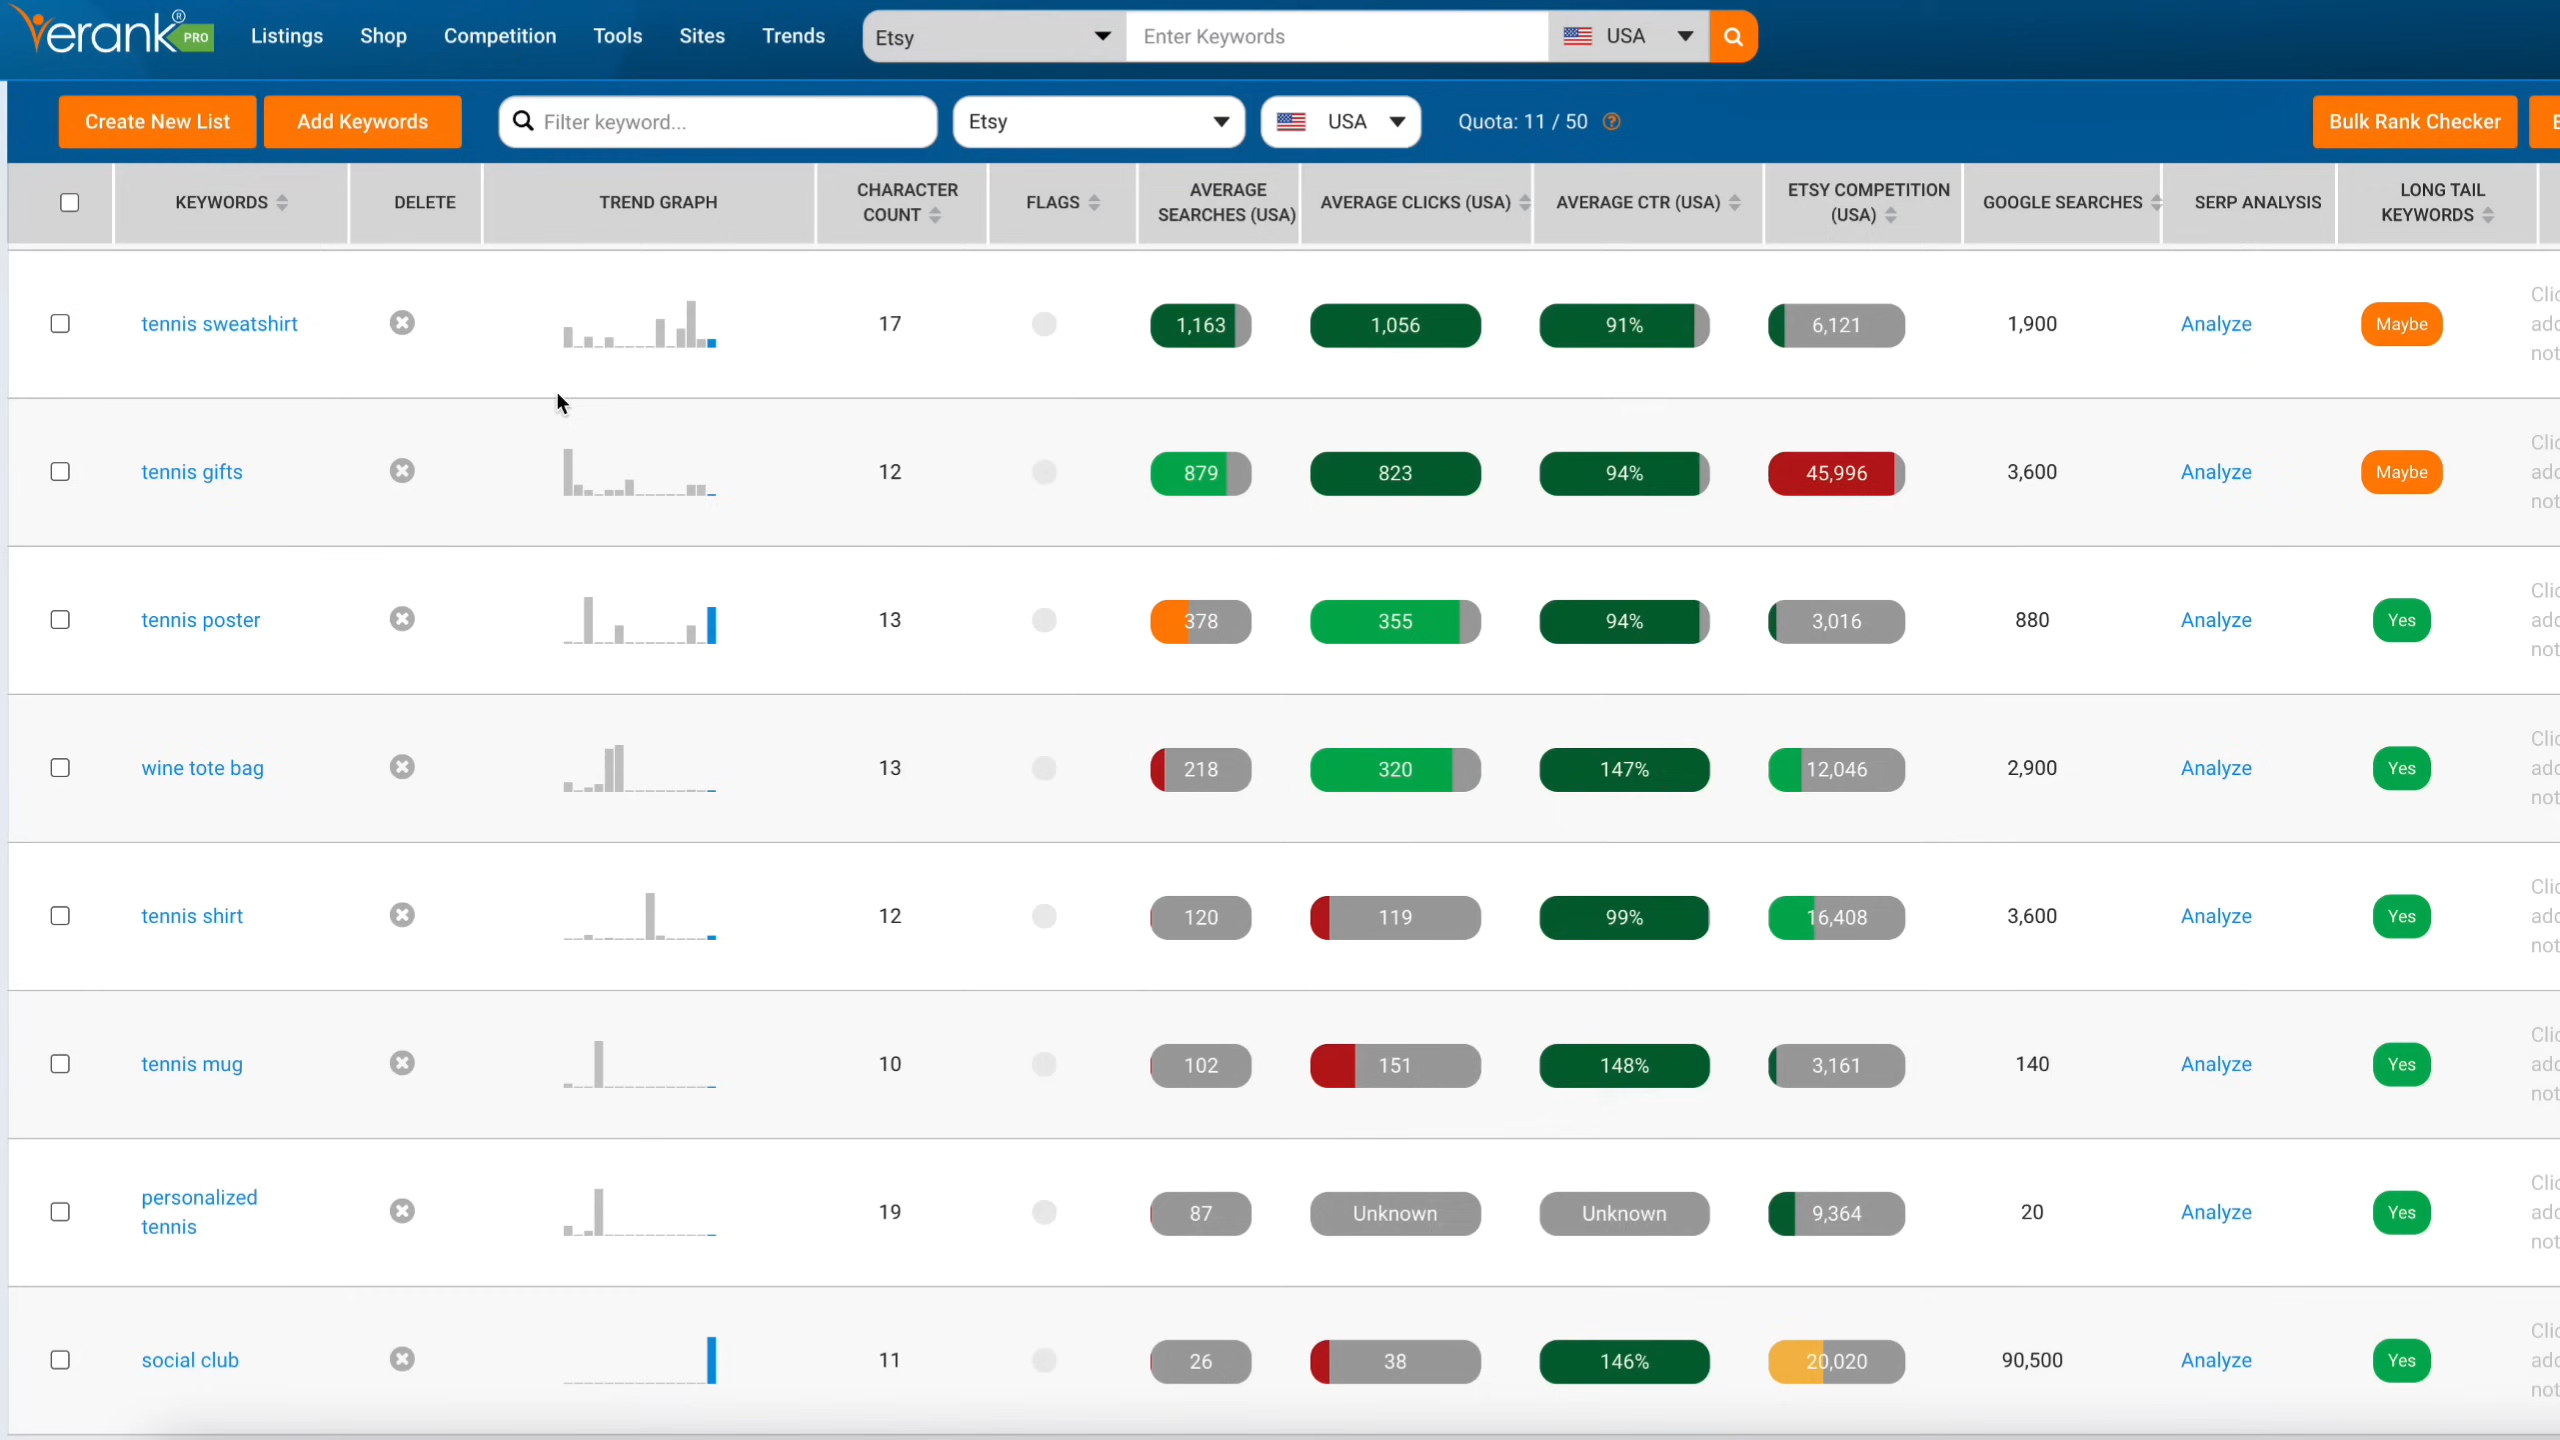 erank® PRO
Listings Shop Competition Tools Sites Trends Etsy Enter Keywords USA
Create New List Add Keywords Filter keyword... Etsy USA Quota: 11 / 50 ? Bulk Rank Checker
KEYWORDS DELETE TREND GRAPH CHARACTER COUNT FLAGS AVERAGE SEARCHES (USA) AVERAGE CLICKS (USA) AVERAGE CTR (USA) ETSY COMPETITION (USA) GOOGLE SEARCHES SERP ANALYSIS LONG TAIL KEYWORDS
tennis sweatshirt 17 1,163 1,056 91% 6,121 1,900 Analyze Maybe
tennis gifts 12 879 823 94% 45,996 3,600 Analyze Maybe
tennis poster 13 378 355 94% 3,016 880 Analyze Yes
wine tote bag 13 218 320 147% 12,046 2,900 Analyze Yes
tennis shirt 12 120 119 99% 16,408 3,600 Analyze Yes
tennis mug 10 102 151 148% 3,161 140 Analyze Yes
personalized tennis 19 87 Unknown Unknown 9,364 20 Analyze Yes
social club 11 26 38 146% 20,020 90,500 Analyze Yes